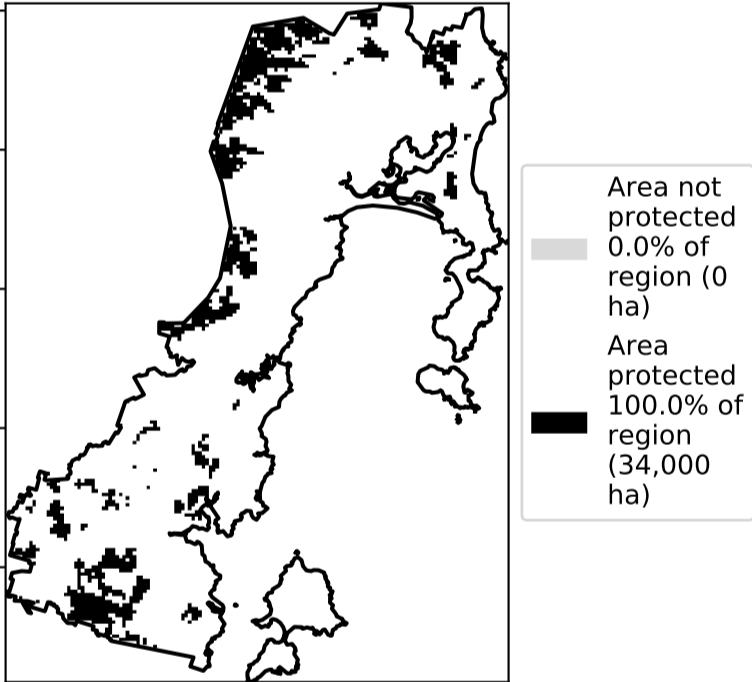 Area not
protected
0.0% of
region (0
ha)
Area
protected
100.0% of
region
(34,000
ha)